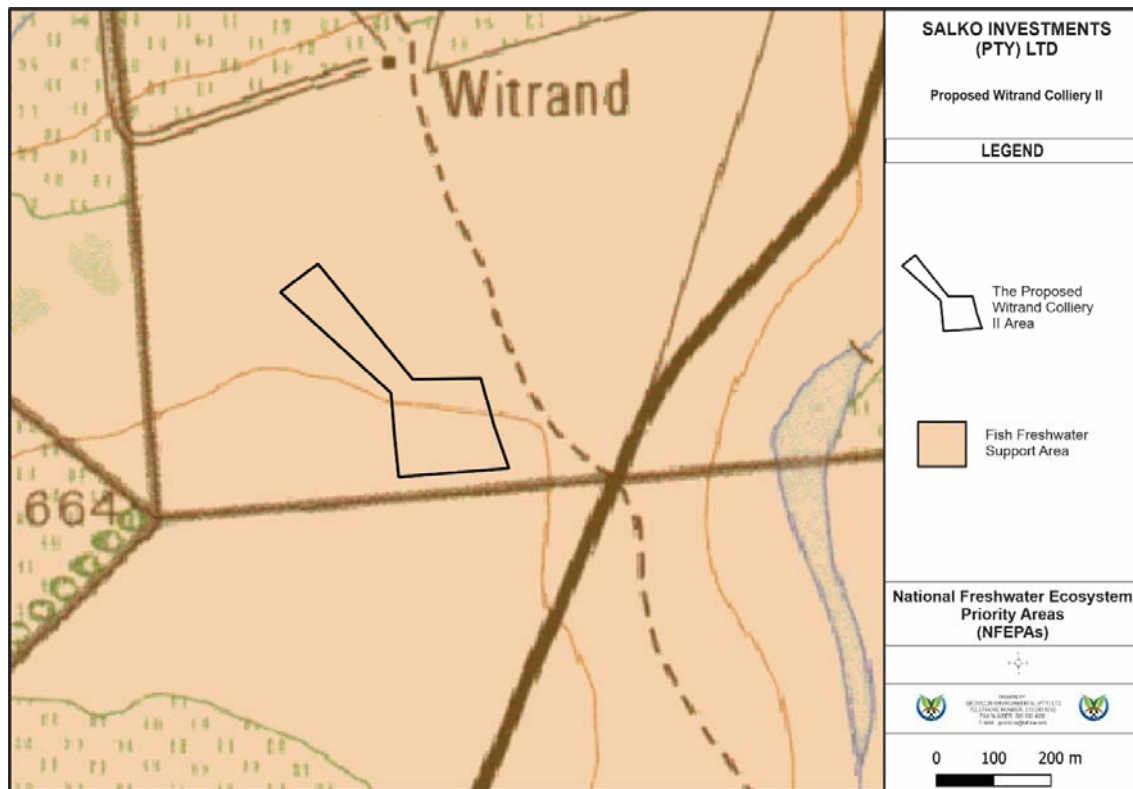 Witrand
664
SALKO INVESTMENTS
(PTY) LTD
Proposed Witrand Colliery II
LEGEND
The Proposed
Witrand Colliery
II Area
Fish Freshwater
Support Area
National Freshwater Ecosystem
Priority Areas
(NFEPAs)
0 100 200 m